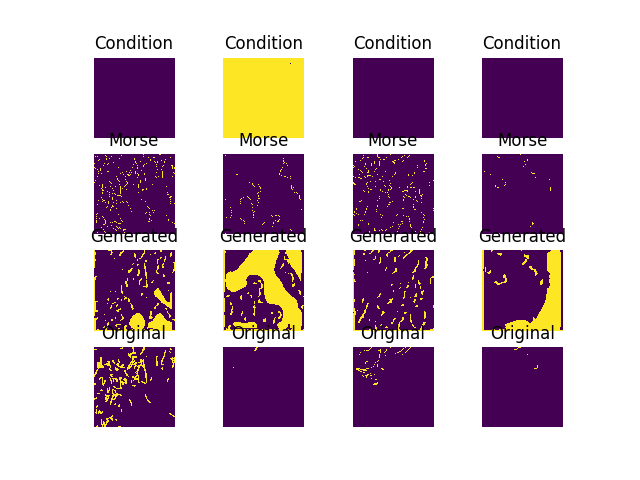 Condition Condition Condition Condition
Morse Morse Morse Morse
Generated Generated Generated Generated
Original Original Original Original